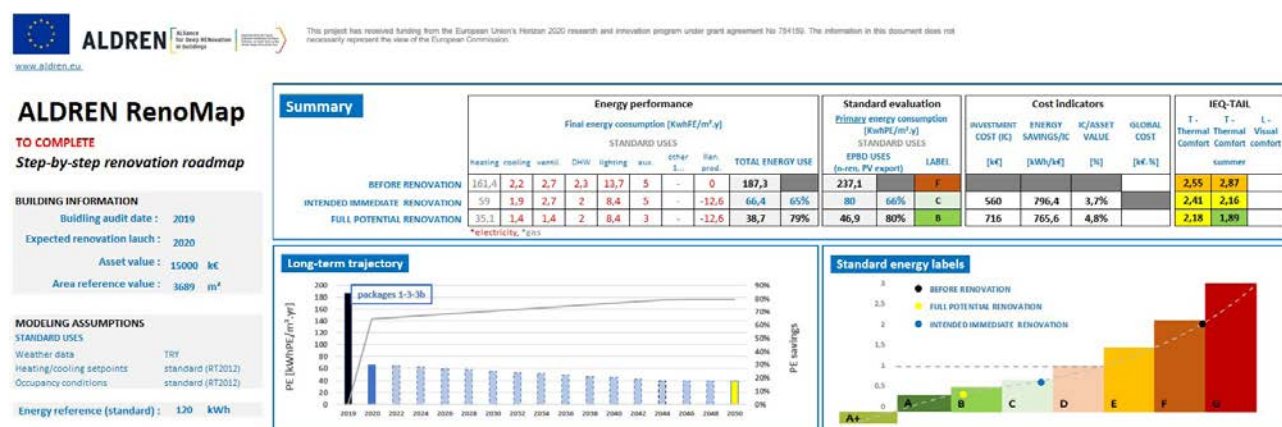 ALDREN
ALliance
for Deep RENovation
in buildings
This project has received funding from the European Union's Horizon 2020 research and innovation program under grant agreement No 754159. The information in this document does not
necessarily represent the view of the European Commission.
www.aldren.eu
ALDREN RenoMap
TO COMPLETE
Step-by-step renovation roadmap
BUILDING INFORMATION
Buidling audit date : 2019
Expected renovation lauch : 2020
Asset value : 15000 k€
Area reference value : 3689 m²
MODELING ASSUMPTIONS
STANDARD USES
Weather data TRY
Heating/cooling setpoints standard (RT2012)
Occupancy conditions standard (RT2012)
Energy reference (standard) : 120 kWh
Summary
Energy performance
Final energy consumption [KwhFE/m².y]
STANDARD USES
heating cooling ventil. DHW lighting aux. other 1... Ren. prod. TOTAL ENERGY USE
Standard evaluation
Primary energy consumption
[KwhPE/m².y]
STANDARD USES
EPBD USES LABEL
(n-ren, PV export)
Cost indicators
INVESTMENT COST (IC) ENERGY SAVINGS/IC IC/ASSET VALUE GLOBAL COST
[k€] [kWh/k€] [%] [k€.%]
IEQ-TAIL
T - Thermal Comfort T - Thermal Comfort summer L - Visual comfort
BEFORE RENOVATION 161,4 2,2 2,7 2,3 13,7 5 - 0 187,3 237,1 F 2,55 2,87
INTENDED IMMEDIATE RENOVATION 59 1,9 2,7 2 8,4 5 - -12,6 66,4 65% 80 66% C 560 796,4 3,7% 2,41 2,16
FULL POTENTIAL RENOVATION 35,1 1,4 1,4 2 8,4 3 - -12,6 38,7 79% 46,9 80% B 716 765,6 4,8% 2,18 1,89
*electricity, *gas
Long-term trajectory
packages 1-3-3b
PE [kWhPE/m².yr]
200
180
160
140
120
100
80
60
40
20
0
90%
80%
70%
60%
50%
40%
30%
20%
10%
0%
PE savings
2019 2020 2022 2024 2026 2028 2030 2032 2034 2036 2038 2040 2042 2044 2046 2048 2050
Standard energy labels
BEFORE RENOVATION
FULL POTENTIAL RENOVATION
INTENDED IMMEDIATE RENOVATION
3
2,5
2
1,5
1
0,5
0
A+ A B C D E F G